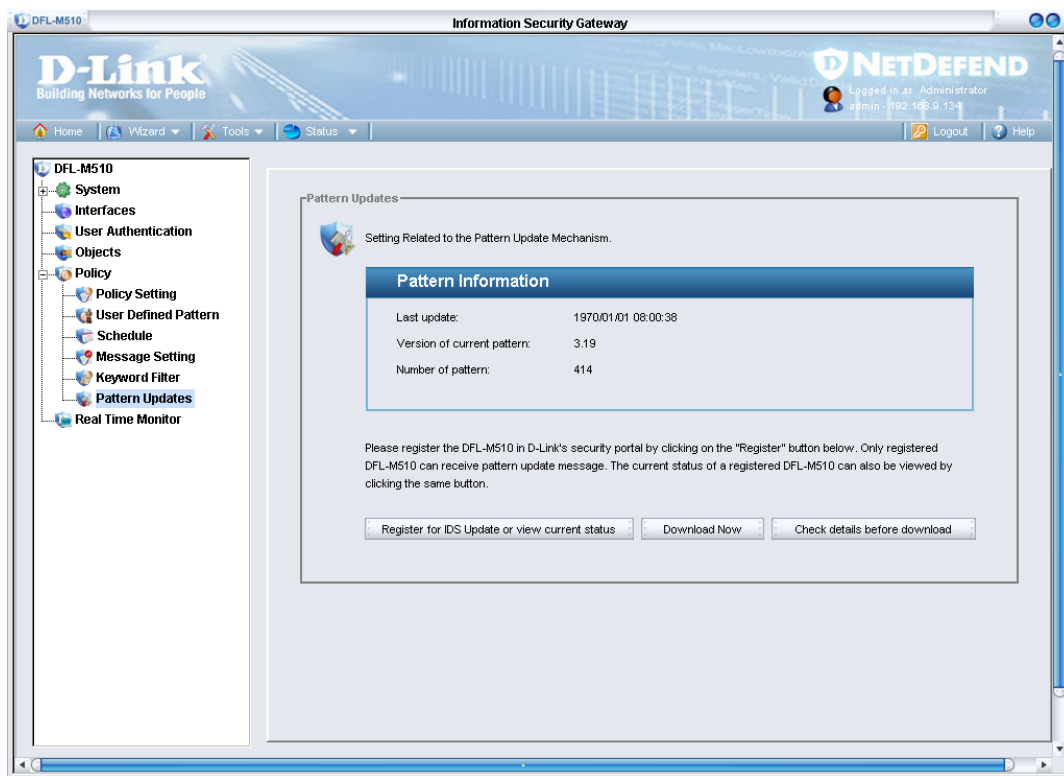 DFL-M510
Information Security Gateway
D-Link
Building Networks for People
NETDEFEND
Logged in as Administrator
admin - 192.168.9.134
Home
Wizard
Tools
Status
Logout
Help
DFL-M510
System
Interfaces
User Authentication
Objects
Policy
Policy Setting
User Defined Pattern
Schedule
Message Setting
Keyword Filter
Pattern Updates
Real Time Monitor
Pattern Updates
Setting Related to the Pattern Update Mechanism.
Pattern Information
Last update: 1970/01/01 08:00:38
Version of current pattern: 3.19
Number of pattern: 414
Please register the DFL-M510 in D-Link's security portal by clicking on the "Register" button below. Only registered
DFL-M510 can receive pattern update message. The current status of a registered DFL-M510 can also be viewed by
clicking the same button.
Register for IDS Update or view current status
Download Now
Check details before download